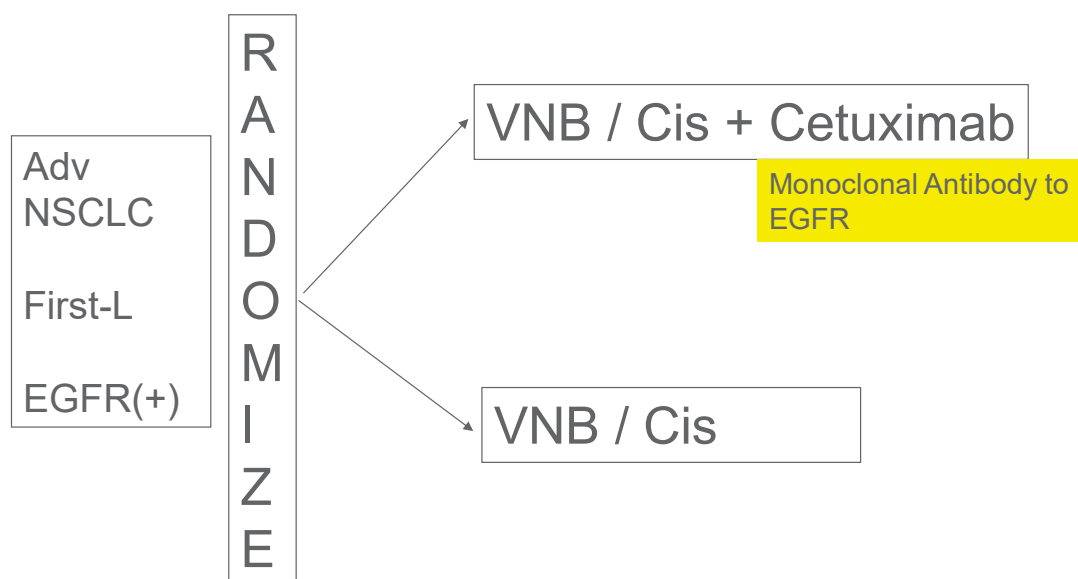 Adv
NSCLC
First-L
EGFR(+)
R
A
N
D
O
M
I
Z
E
VNB / Cis + Cetuximab
Monoclonal Antibody to
EGFR
VNB / Cis